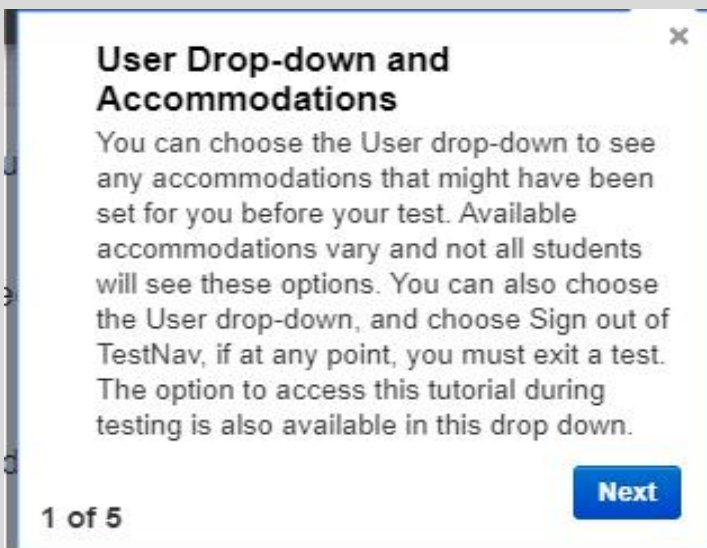 User Drop-down and
Accommodations
You can choose the User drop-down to see
any accommodations that might have been
set for you before your test. Available
accommodations vary and not all students
will see these options. You can also choose
the User drop-down, and choose Sign out of
TestNav, if at any point, you must exit a test.
The option to access this tutorial during
testing is also available in this drop down.
Next
1 of 5